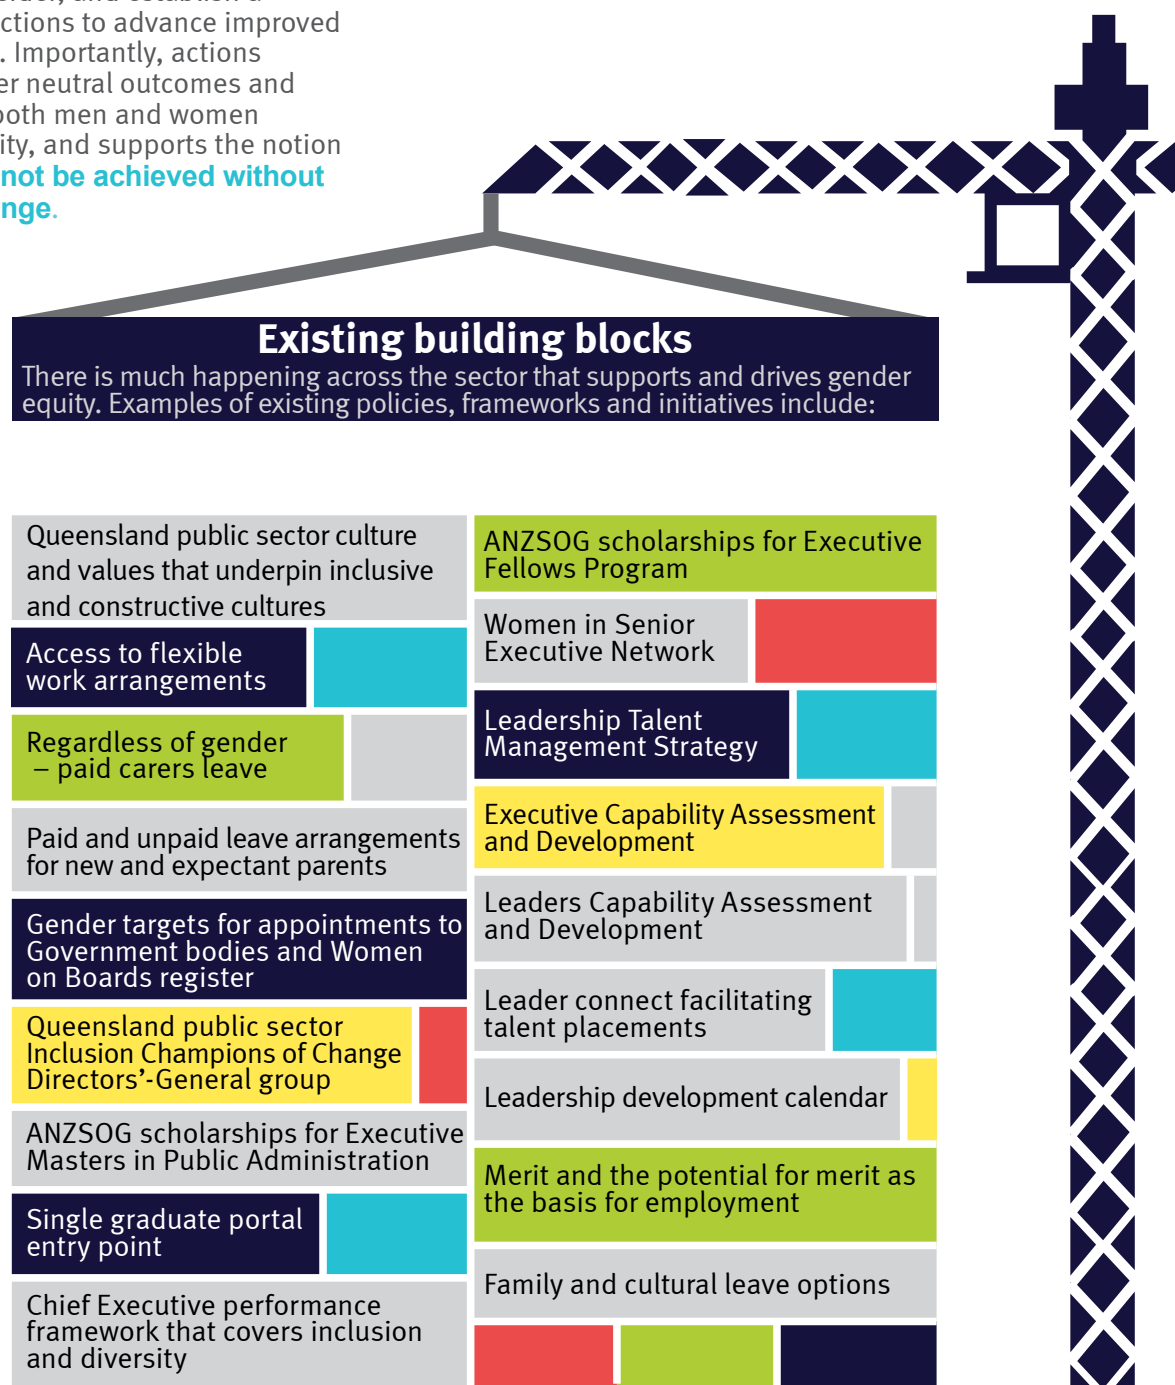 ctions to advance improved
. Importantly, actions
er neutral outcomes and
both men and women
ity, and supports the notion
not be achieved without
nge.
Existing building blocks
There is much happening across the sector that supports and drives gender
equity. Examples of existing policies, frameworks and initiatives include:
Queensland public sector culture
and values that underpin inclusive
and constructive cultures
Access to flexible
work arrangements
Regardless of gender
– paid carers leave
Paid and unpaid leave arrangements
for new and expectant parents
Gender targets for appointments to
Government bodies and Women
on Boards register
Queensland public sector
Inclusion Champions of Change
Directors’-General group
ANZSOG scholarships for Executive
Masters in Public Administration
Single graduate portal
entry point
Chief Executive performance
framework that covers inclusion
and diversity
ANZSOG scholarships for Executive
Fellows Program
Women in Senior
Executive Network
Leadership Talent
Management Strategy
Executive Capability Assessment
and Development
Leaders Capability Assessment
and Development
Leader connect facilitating
talent placements
Leadership development calendar
Merit and the potential for merit as
the basis for employment
Family and cultural leave options